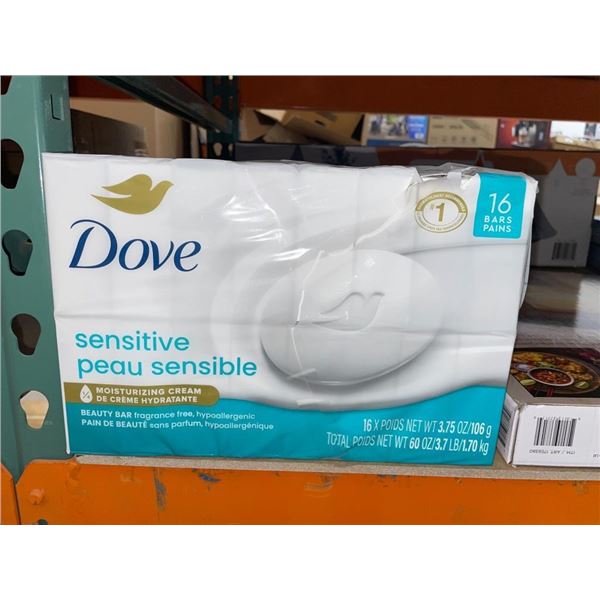 #1
16
BARS
PAINS
Dove
sensitive
peau sensible
1/4 MOISTURIZING CREAM
DE CRÈME HYDRATANTE
BEAUTY BAR fragrance free, hypoallergenic
PAIN DE BEAUTÉ sans parfum, hypoallergénique
16 X POIDS NET WT 3.75 OZ/106 g
TOTAL POIDS NET WT 60 OZ/3.7 LB/1.70 kg